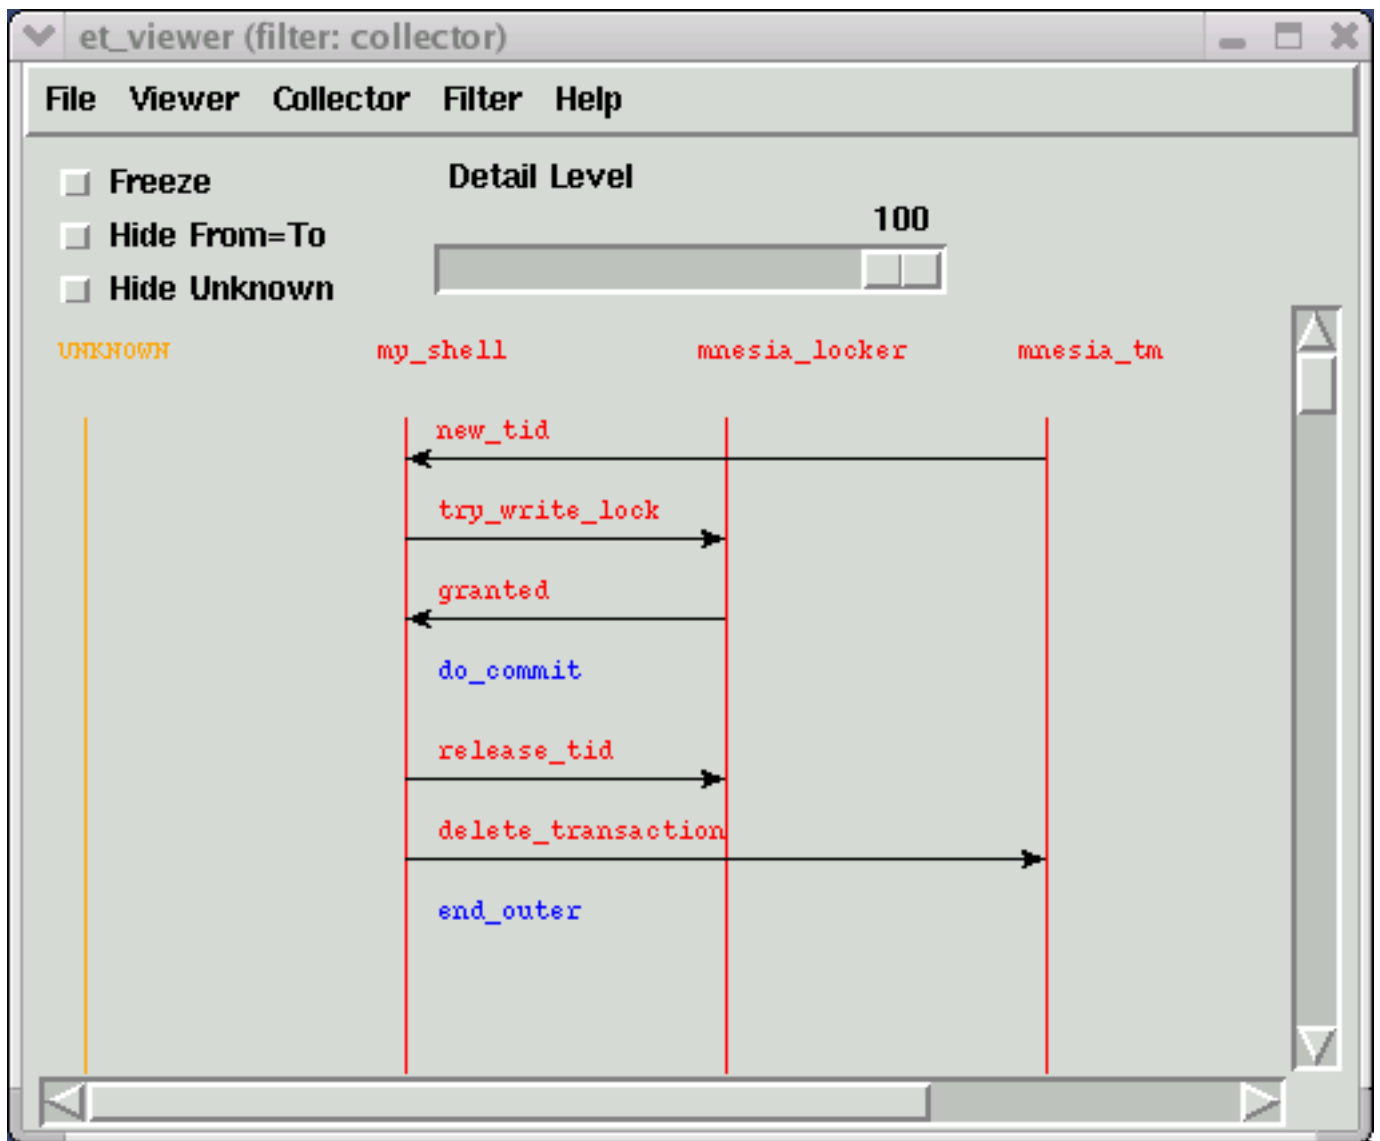 et_viewer (filter: collector)
File Viewer Collector Filter Help
Freeze
Detail Level
Hide From=To
100
Hide Unknown
UNKNOWN my_shell mnesia_locker mnesia_tm
new_tid
try_write_lock
granted
do_commit
release_tid
delete_transaction
end_outer